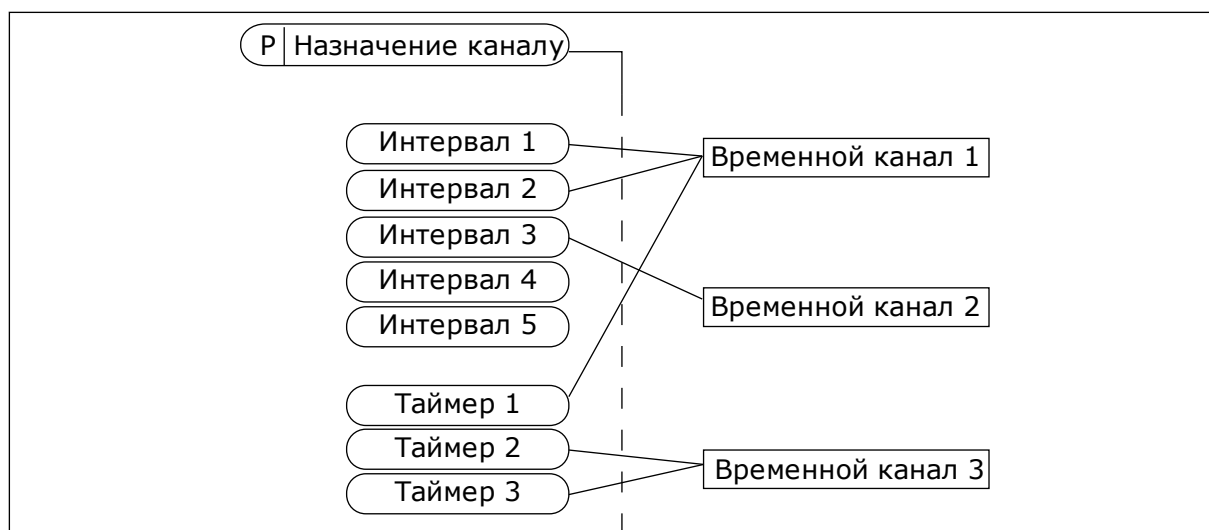 P Назначение каналу
Интервал 1
Интервал 2
Интервал 3
Интервал 4
Интервал 5
Таймер 1
Таймер 2
Таймер 3
Временной канал 1
Временной канал 2
Временной канал 3